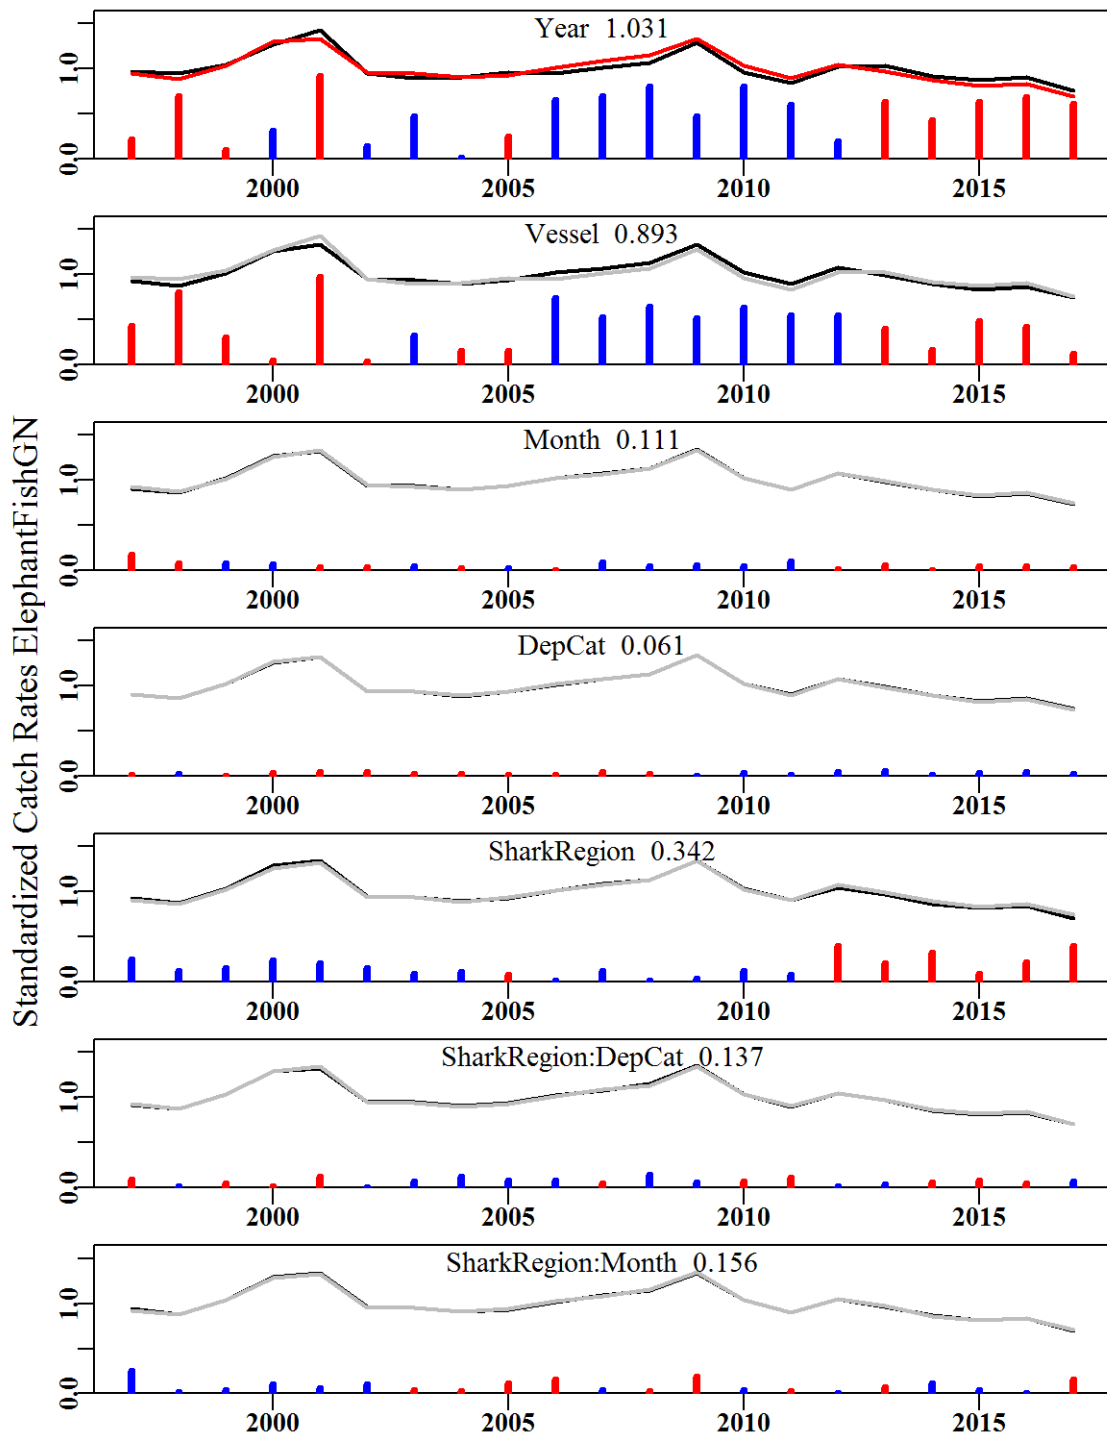 Standardized Catch Rates ElephantFishGN
Year 1.031
0.0 1.0
2000 2005 2010 2015
Vessel 0.893
0.0 1.0
2000 2005 2010 2015
Month 0.111
0.0 1.0
2000 2005 2010 2015
DepCat 0.061
0.0 1.0
2000 2005 2010 2015
SharkRegion 0.342
0.0 1.0
2000 2005 2010 2015
SharkRegion:DepCat 0.137
0.0 1.0
2000 2005 2010 2015
SharkRegion:Month 0.156
0.0 1.0
2000 2005 2010 2015